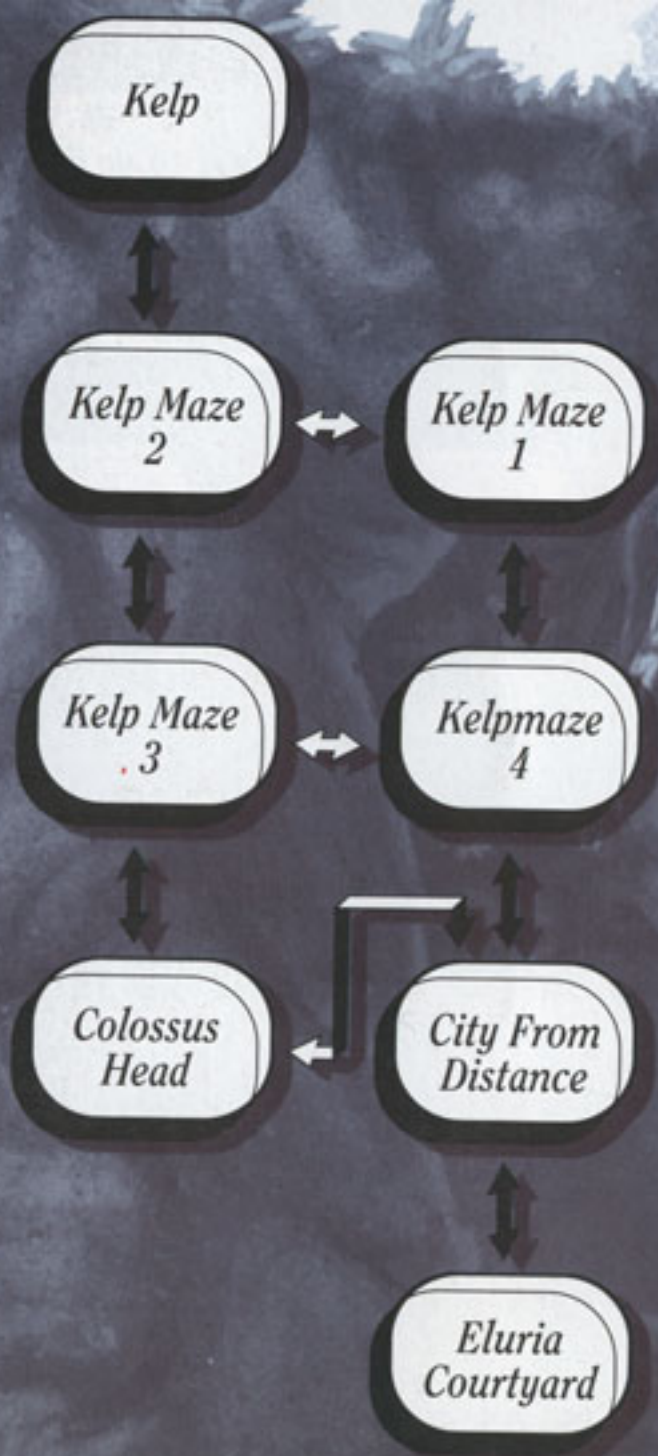 Kelp
Kelp Maze
2
Kelp Maze
1
Kelp Maze
3
Kelpmaze
4
Colossus
Head
City From
Distance
Eluria
Courtyard